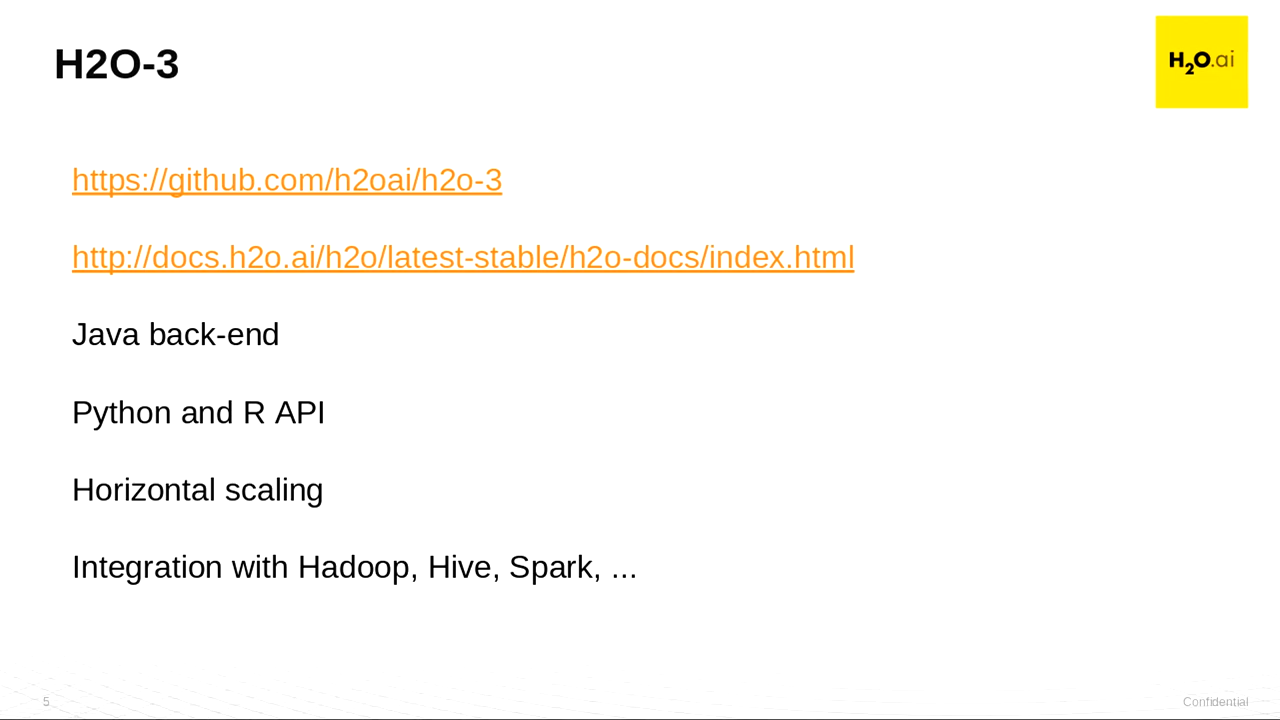 H2O-3
H2O.ai
https://github.com/h2oai/h2o-3
http://docs.h2o.ai/h2o/latest-stable/h2o-docs/index.html
Java back-end
Python and R API
Horizontal scaling
Integration with Hadoop, Hive, Spark, ...
5
Confidential